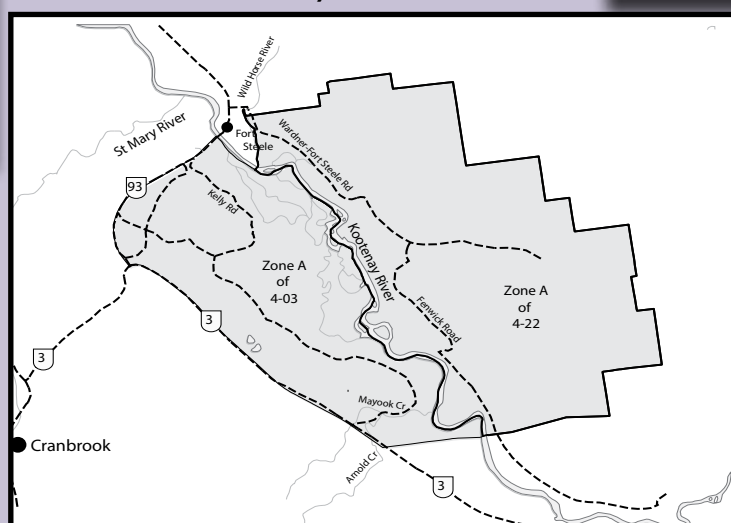 Wild Horse River
St Mary River
Fort
Steele
Wardner-Fort Steele Rd
93
Kelly Rd
Kootenay River
Zone A
of
4-03
Zone A
of
4-22
3
Fenwick Road
3
Mayook Cr
Cranbrook
Arnold Cr
3